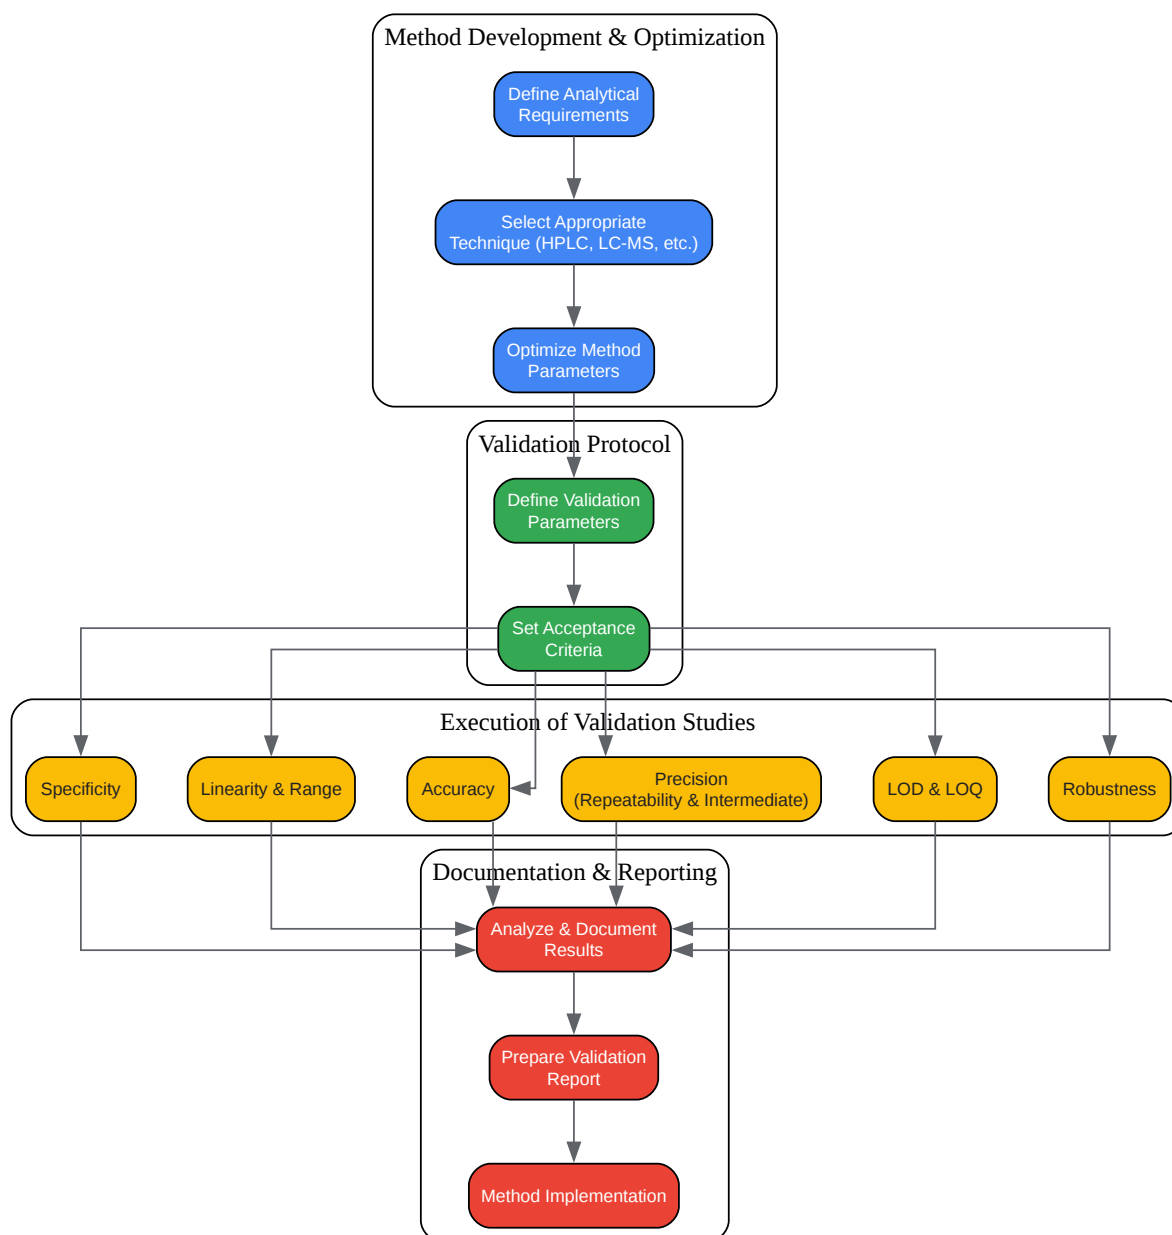 Method Development & Optimization
Define Analytical
Requirements
Select Appropriate
Technique (HPLC, LC-MS, etc.)
Optimize Method
Parameters
Validation Protocol
Define Validation
Parameters
Set Acceptance
Criteria
Execution of Validation Studies
Specificity
Linearity & Range
Accuracy
Precision
(Repeatability & Intermediate)
LOD & LOQ
Robustness
Documentation & Reporting
Analyze & Document
Results
Prepare Validation
Report
Method Implementation